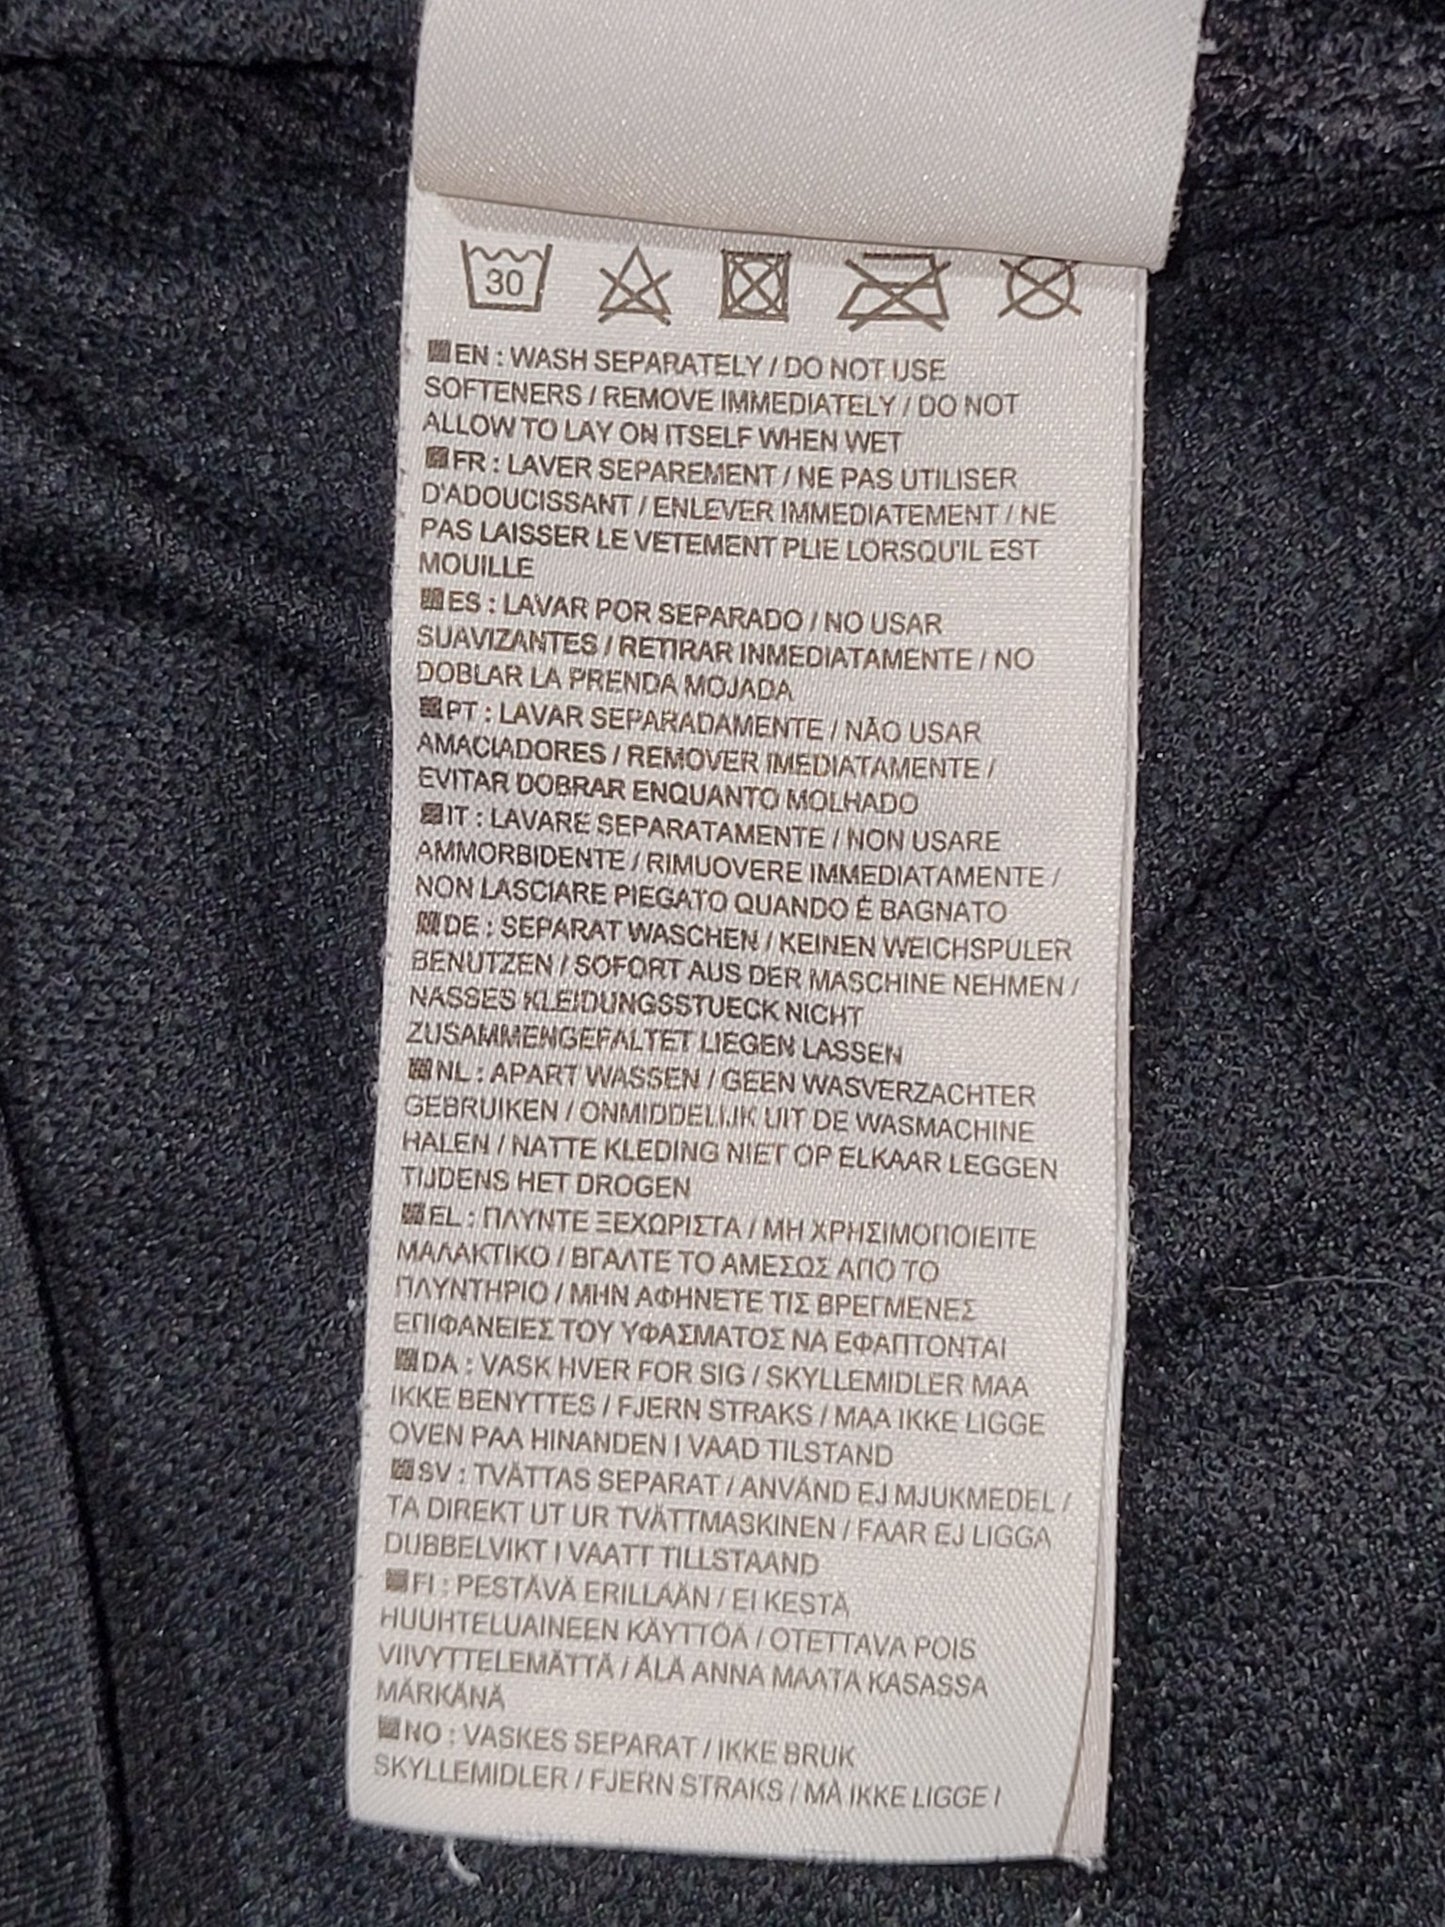 30
EN : WASH SEPARATELY / DO NOT USE
SOFTENERS / REMOVE IMMEDIATELY / DO NOT
ALLOW TO LAY ON ITSELF WHEN WET
FR : LAVER SEPAREMENT / NE PAS UTILISER
D'ADOUCISSANT / ENLEVER IMMEDIATEMENT / NE
PAS LAISSER LE VETEMENT PLIE LORSQU'IL EST
MOUILLE
ES : LAVAR POR SEPARADO / NO USAR
SUAVIZANTES / RETIRAR INMEDIATAMENTE / NO
DOBLAR LA PRENDA MOJADA
PT : LAVAR SEPARADAMENTE / NÃO USAR
AMACIADORES / REMOVER IMEDIATAMENTE /
EVITAR DOBRAR ENQUANTO MOLHADO
IT : LAVARE SEPARATAMENTE / NON USARE
AMMORBIDENTE / RIMUOVERE IMMEDIATAMENTE /
NON LASCIARE PIEGATO QUANDO É BAGNATO
DE : SEPARAT WASCHEN / KEINEN WEICHSPÜLER
BENUTZEN / SOFORT AUS DER MASCHINE NEHMEN /
NASSES KLEIDUNGSSTUECK NICHT
ZUSAMMENGEFALTET LIEGEN LASSEN
NL : APART WASSEN / GEEN WASVERZACHTER
GEBRUIKEN / ONMIDDELIJK UIT DE WASMACHINE
HALEN / NATTE KLEDING NIET OP ELKAAR LEGGEN
TIJDENS HET DROGEN
EL : ΠΛΥΝΤΕ ΞΕΧΩΡΙΣΤΑ / ΜΗ ΧΡΗΣΙΜΟΠΟΙΕΙΤΕ
ΜΑΛΑΚΤΙΚΟ / ΒΓΑΛΤΕ ΤΟ ΑΜΕΣΩΣ ΑΠΟ ΤΟ
ΠΛΥΝΤΗΡΙΟ / ΜΗΝ ΑΦΗΝΕΤΕ ΤΙΣ ΒΡΕΓΜΕΝΕΣ
ΕΠΙΦΑΝΕΙΕΣ ΤΟΥ ΥΦΑΣΜΑΤΟΣ ΝΑ ΕΦΑΠΤΟΝΤΑΙ
DA : VASK HVER FOR SIG / SKYLLEMIDLER MAA
IKKE BENYTTES / FJERN STRAKS / MAA IKKE LIGGE
OVEN PAA HINANDEN I VAAD TILSTAND
SV : TVÄTTAS SEPARAT / ANVÄND EJ MJUKMEDEL /
TA DIREKT UT UR TVÄTTMASKINEN / FAAR EJ LIGGA
DUBBELVIKT I VAATT TILLSTAAND
FI : PESTÄVÄ ERILLÄÄN / EI KESTÄ
HUUHTELUAINEEN KÄYTTÖÄ / OTETTAVA POIS
VIIVYTTELEMÄTTÄ / ÄLÄ ANNA MAATA KASASSA
MÄRKÄNÄ
NO : VASKES SEPARAT / IKKE BRUK
SKYLLEMIDLER / FJERN STRAKS / MÅ IKKE LIGGE I